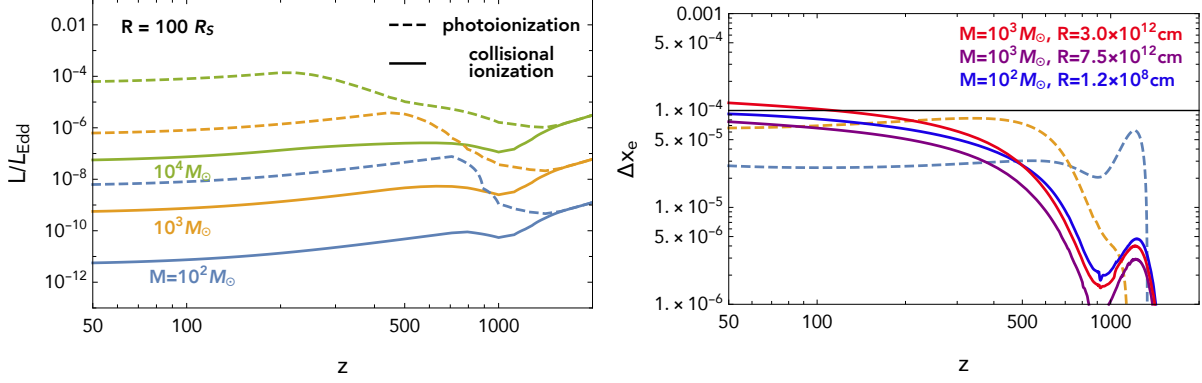 R = 100 R_S
photoionization
collisional
ionization
L/L_Edd
0.01
10^-4
10^-6
10^-8
10^-10
10^-12
10^4 M_⊙
10^3 M_⊙
M=10^2 M_⊙
50 100 500 1000
z
M=10^3 M_⊙, R=3.0×10^12 cm
M=10^3 M_⊙, R=7.5×10^12 cm
M=10^2 M_⊙, R=1.2×10^8 cm
Δx_e
0.001
5.×10^-4
1.×10^-4
5.×10^-5
1.×10^-5
5.×10^-6
1.×10^-6
50 100 500 1000
z